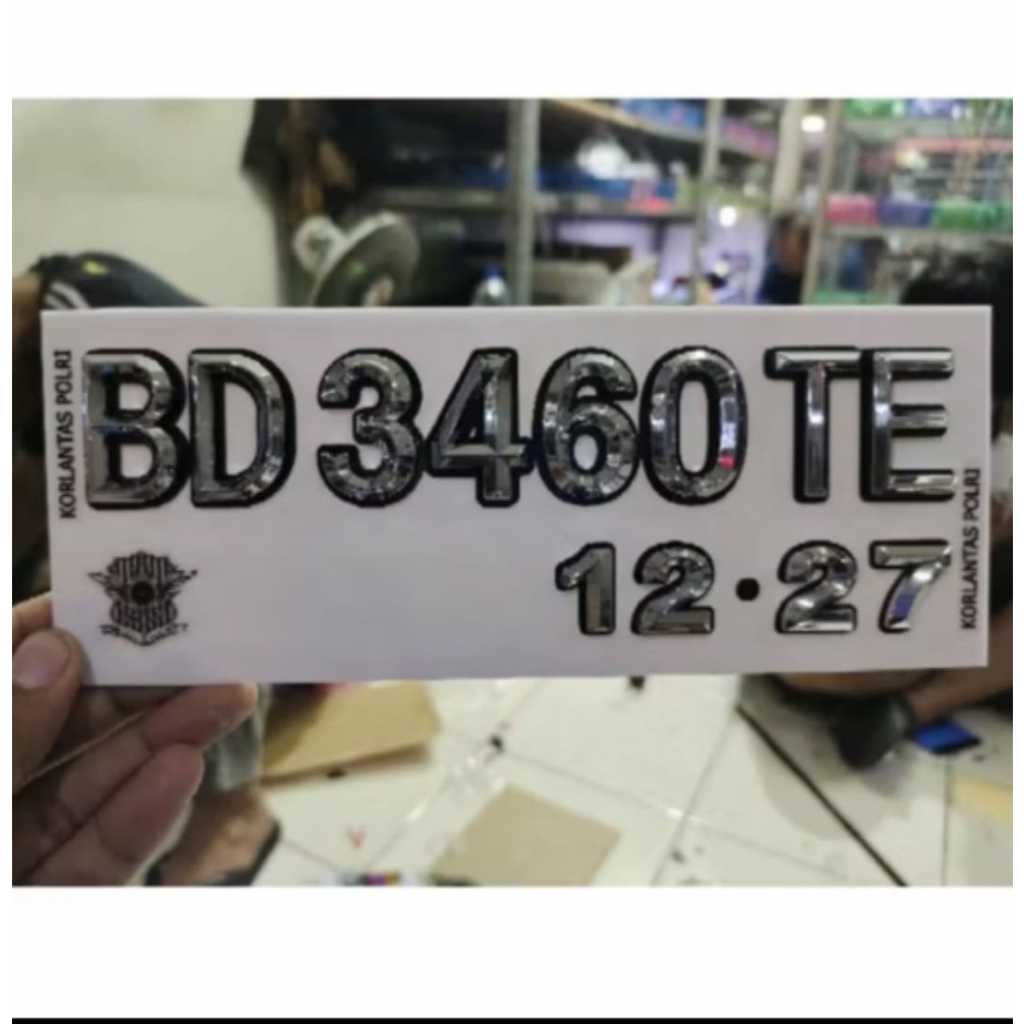 KORLANTAS POLRI
BD 3460 TE
12·27
KORLANTAS POLRI